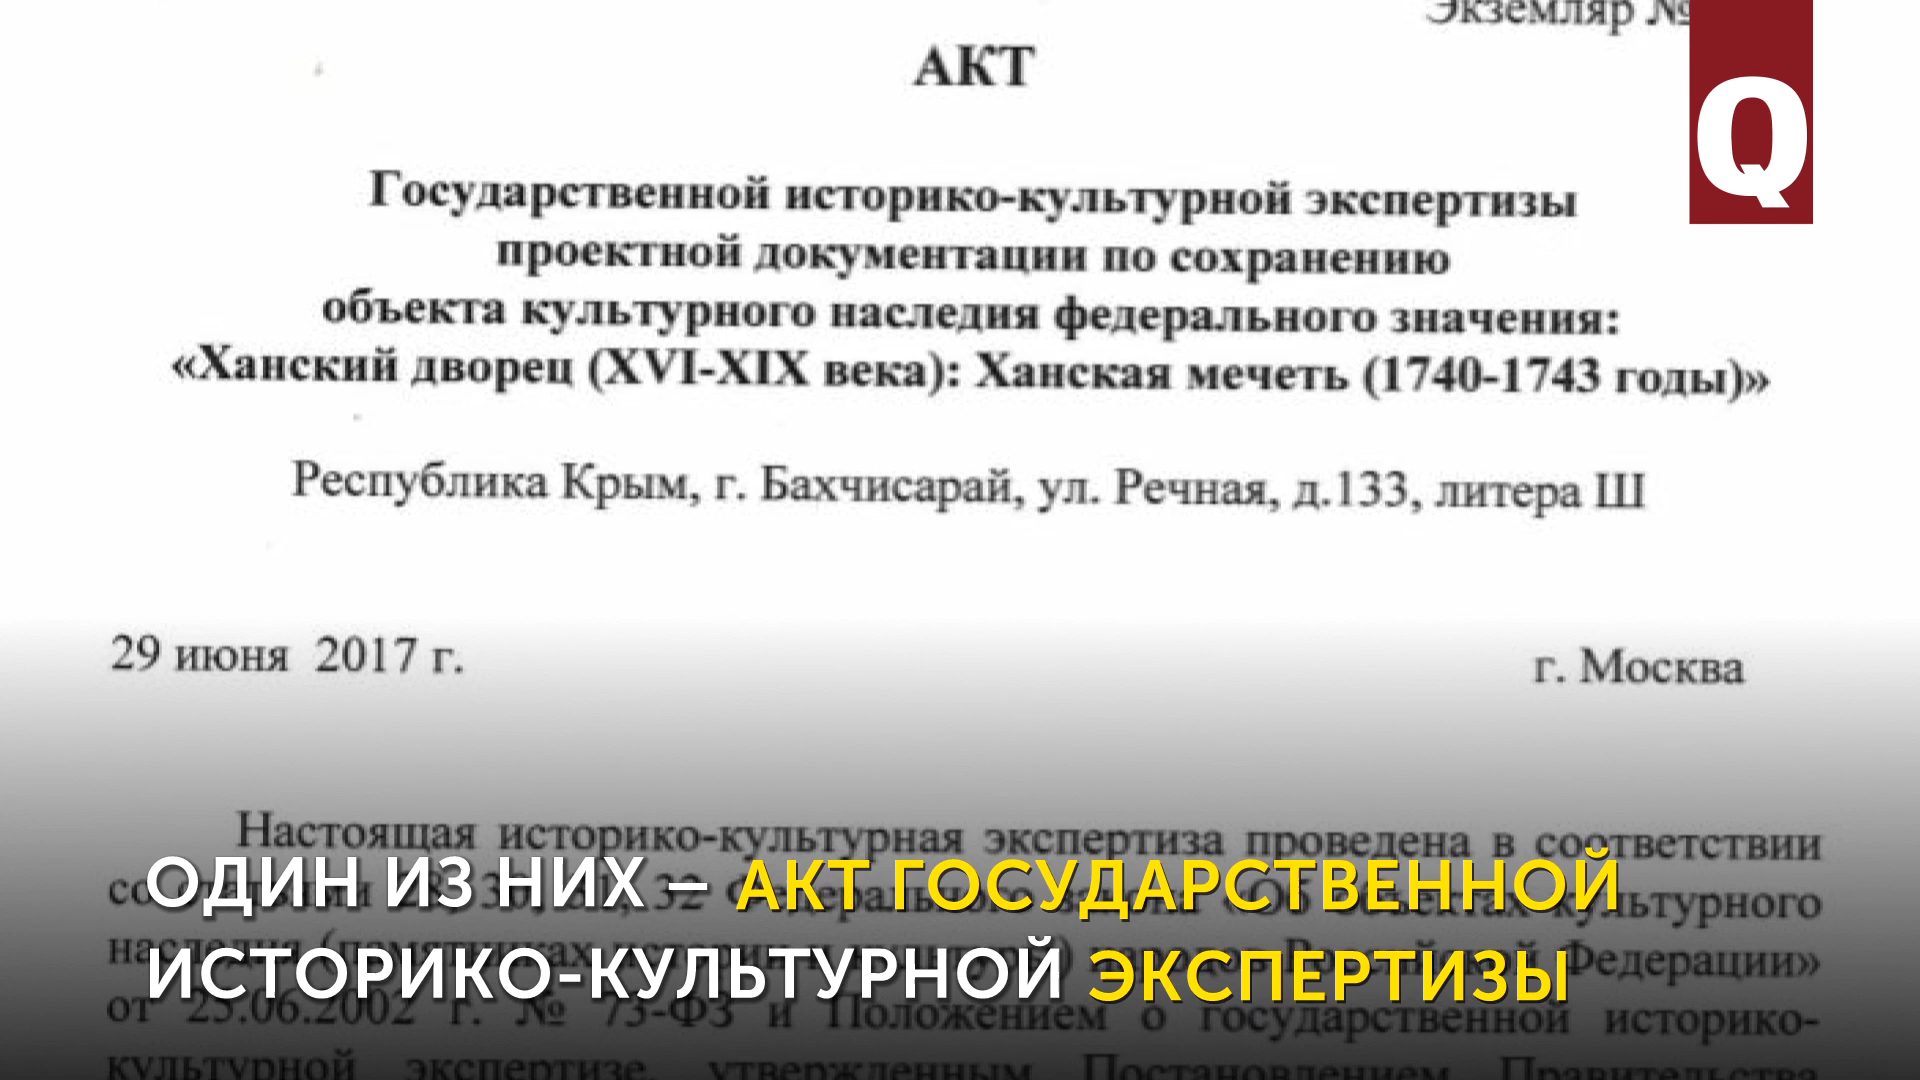 Экземляр №
Q
АКТ
Государственной историко-культурной экспертизы
проектной документации по сохранению
объекта культурного наследия федерального значения:
«Ханский дворец (XVI-XIX века): Ханская мечеть (1740-1743 годы)»
Республика Крым, г. Бахчисарай, ул. Речная, д.133, литера Ш
29 июня 2017 г.
г. Москва
Настоящая историко-культурная экспертиза проведена в соответствии
ОДИН ИЗ НИХ – АКТ ГОСУДАРСТВЕННОЙ
культурного
ИСТОРИКО-КУЛЬТУРНОЙ ЭКСПЕРТИЗЫ
Федерации»
от 25.06.2002 г. № 73-ФЗ и Положением о государственной историко-
культурной экспертизе, утвержденным Постановлением Правительства